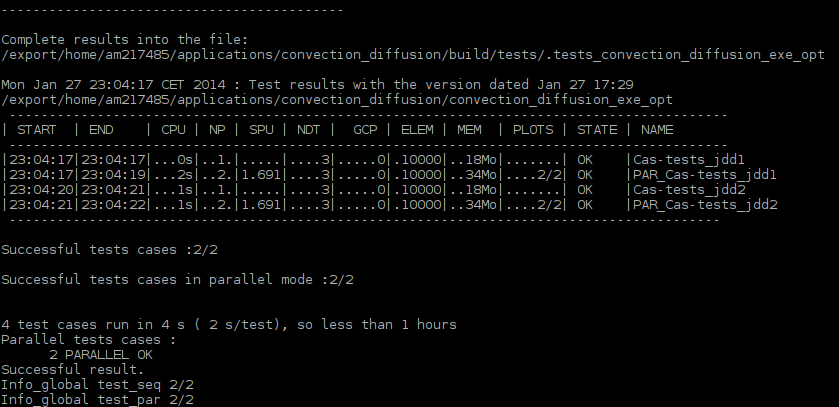 -------------------------------------------
Complete results into the file:
/export/home/am217485/applications/convection_diffusion/build/tests/.tests_convection_diffusion_exe_opt
Mon Jan 27 23:04:17 CET 2014 : Test results with the version dated Jan 27 17:29
/export/home/am217485/applications/convection_diffusion/convection_diffusion_exe_opt
-------------------------------------------------------------------------------------------
| START  | END    | CPU | NP | SPU | NDT |  GCP | ELEM | MEM  | PLOTS | STATE | NAME
-------------------------------------------------------------------------------------------
|23:04:17|23:04:17|...0s|..1.|.....|....3|.....0|.10000|..18Mo|.......| OK    |Cas-tests_jdd1
|23:04:17|23:04:19|...2s|..2.|1.691|....3|.....0|.10000|..34Mo|....2/2| OK    |PAR_Cas-tests_jdd1
|23:04:20|23:04:21|...1s|..1.|.....|....3|.....0|.10000|..18Mo|.......| OK    |Cas-tests_jdd2
|23:04:21|23:04:22|...1s|..2.|1.691|....3|.....0|.10000|..34Mo|....2/2| OK    |PAR_Cas-tests_jdd2
------------------------------------------------------------------------------------------
Successful tests cases :2/2
Successful tests cases in parallel mode :2/2
4 test cases run in 4 s ( 2 s/test), so less than 1 hours
Parallel tests cases :
      2 PARALLEL OK
Successful result.
Info_global test_seq 2/2
Info_global test_par 2/2